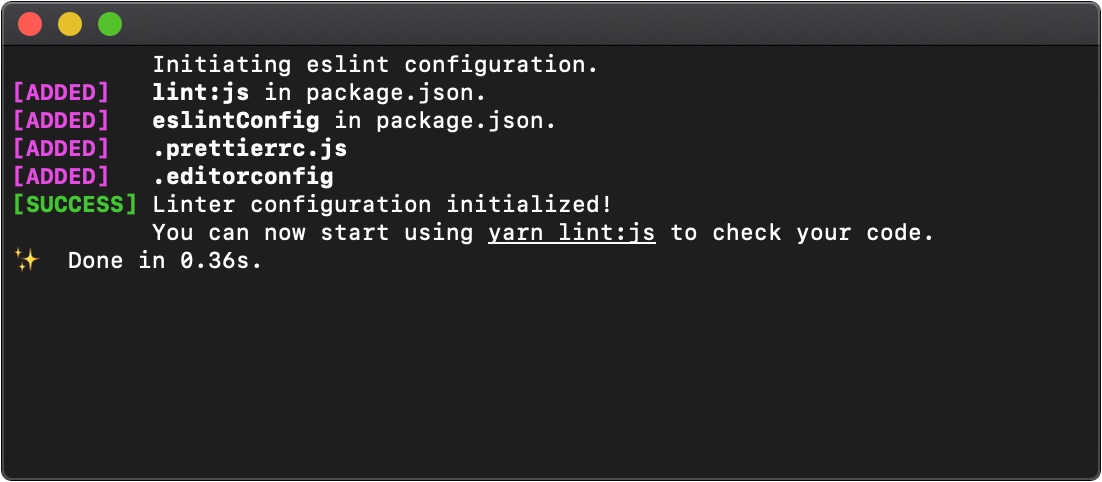 Initiating eslint configuration.
[ADDED] lint:js in package.json.
[ADDED] eslintConfig in package.json.
[ADDED] .prettierrc.js
[ADDED] .editorconfig
[SUCCESS] Linter configuration initialized!
You can now start using yarn lint:js to check your code.
✨ Done in 0.36s.